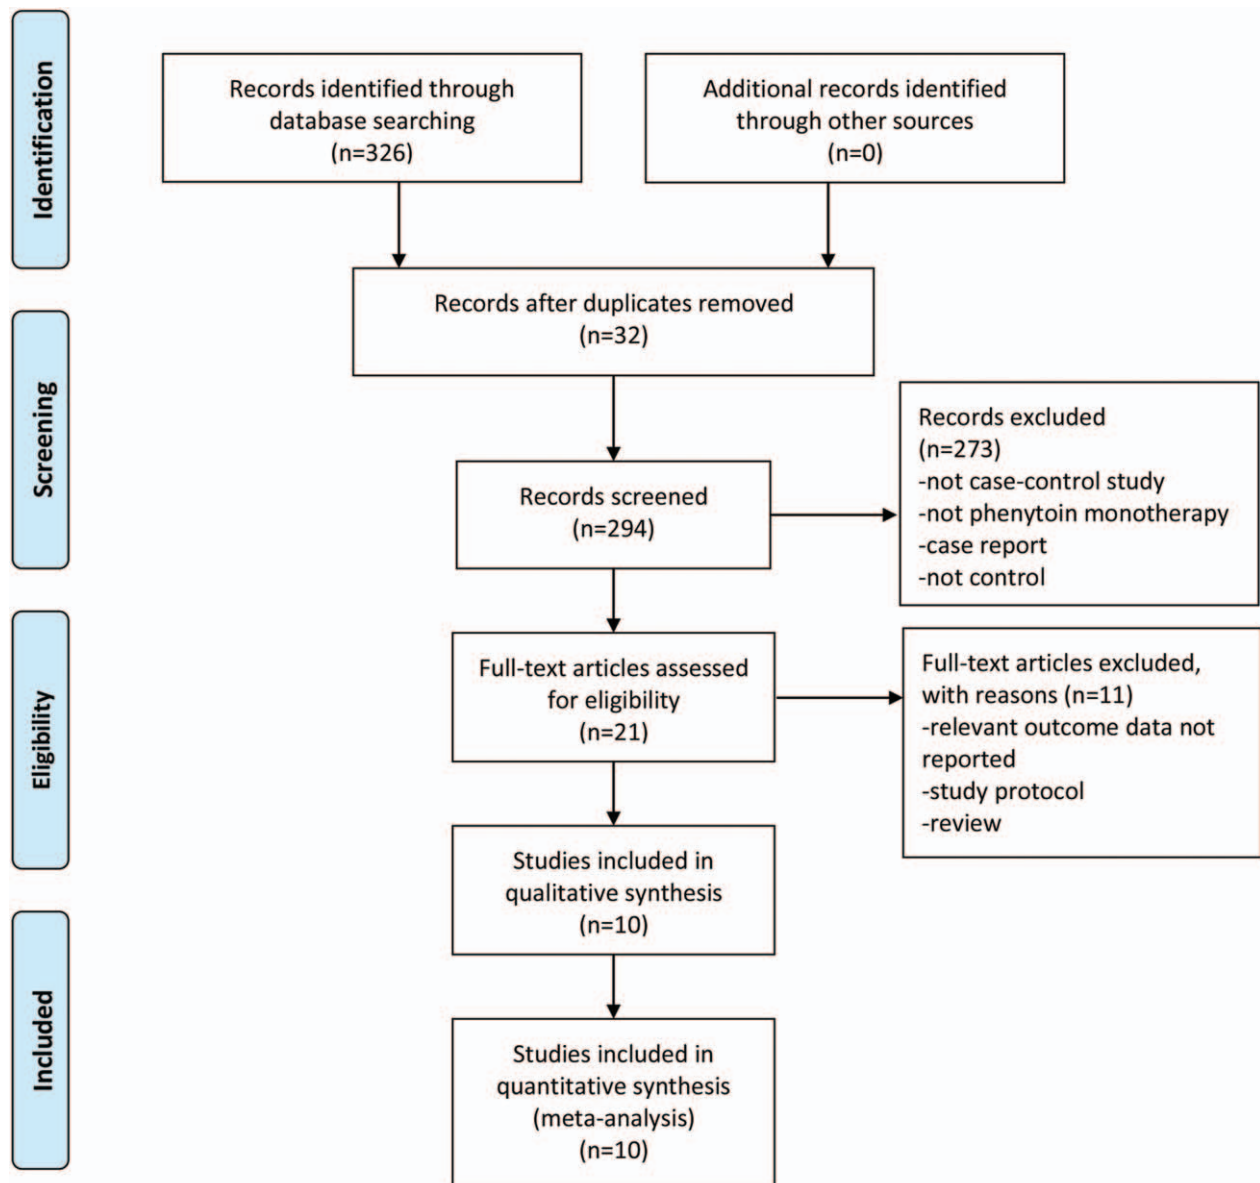 Identification
Records identified through
database searching
(n=326)
Additional records identified
through other sources
(n=0)
Records after duplicates removed
(n=32)
Screening
Records screened
(n=294)
Records excluded
(n=273)
-not case-control study
-not phenytoin monotherapy
-case report
-not control
Eligibility
Full-text articles assessed
for eligibility
(n=21)
Full-text articles excluded,
with reasons (n=11)
-relevant outcome data not
reported
-study protocol
-review
Studies included in
qualitative synthesis
(n=10)
Included
Studies included in
quantitative synthesis
(meta-analysis)
(n=10)